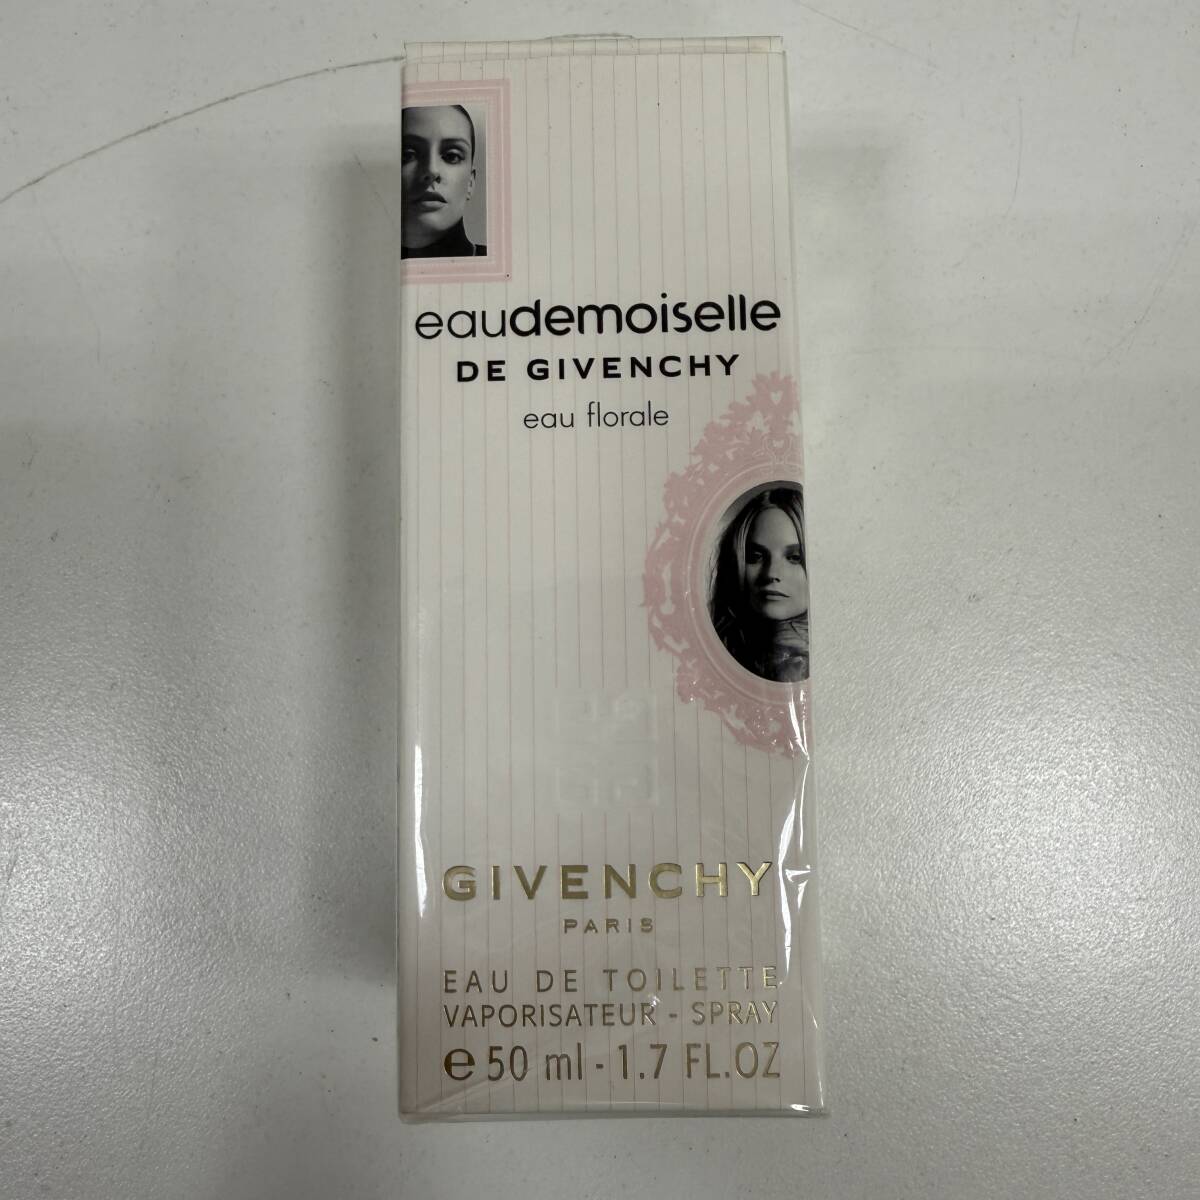 eaudemoiselle
DE GIVENCHY
eau florale
GIVENCHY
PARIS
EAU DE TOILETTE
VAPORISATEUR - SPRAY
e 50 ml - 1.7 FL.OZ